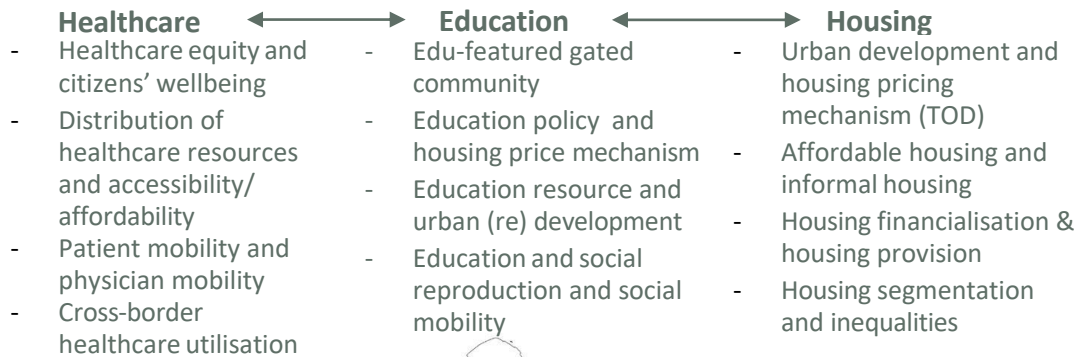 Healthcare
- Healthcare equity and
citizens’ wellbeing
- Distribution of
healthcare resources
and accessibility/
affordability
- Patient mobility and
physician mobility
- Cross-border
healthcare utilisation
Education
- Edu-featured gated
community
- Education policy and
housing price mechanism
- Education resource and
urban (re) development
- Education and social
reproduction and social
mobility
Housing
- Urban development and
housing pricing
mechanism (TOD)
- Affordable housing and
informal housing
- Housing financialisation &
housing provision
- Housing segmentation
and inequalities